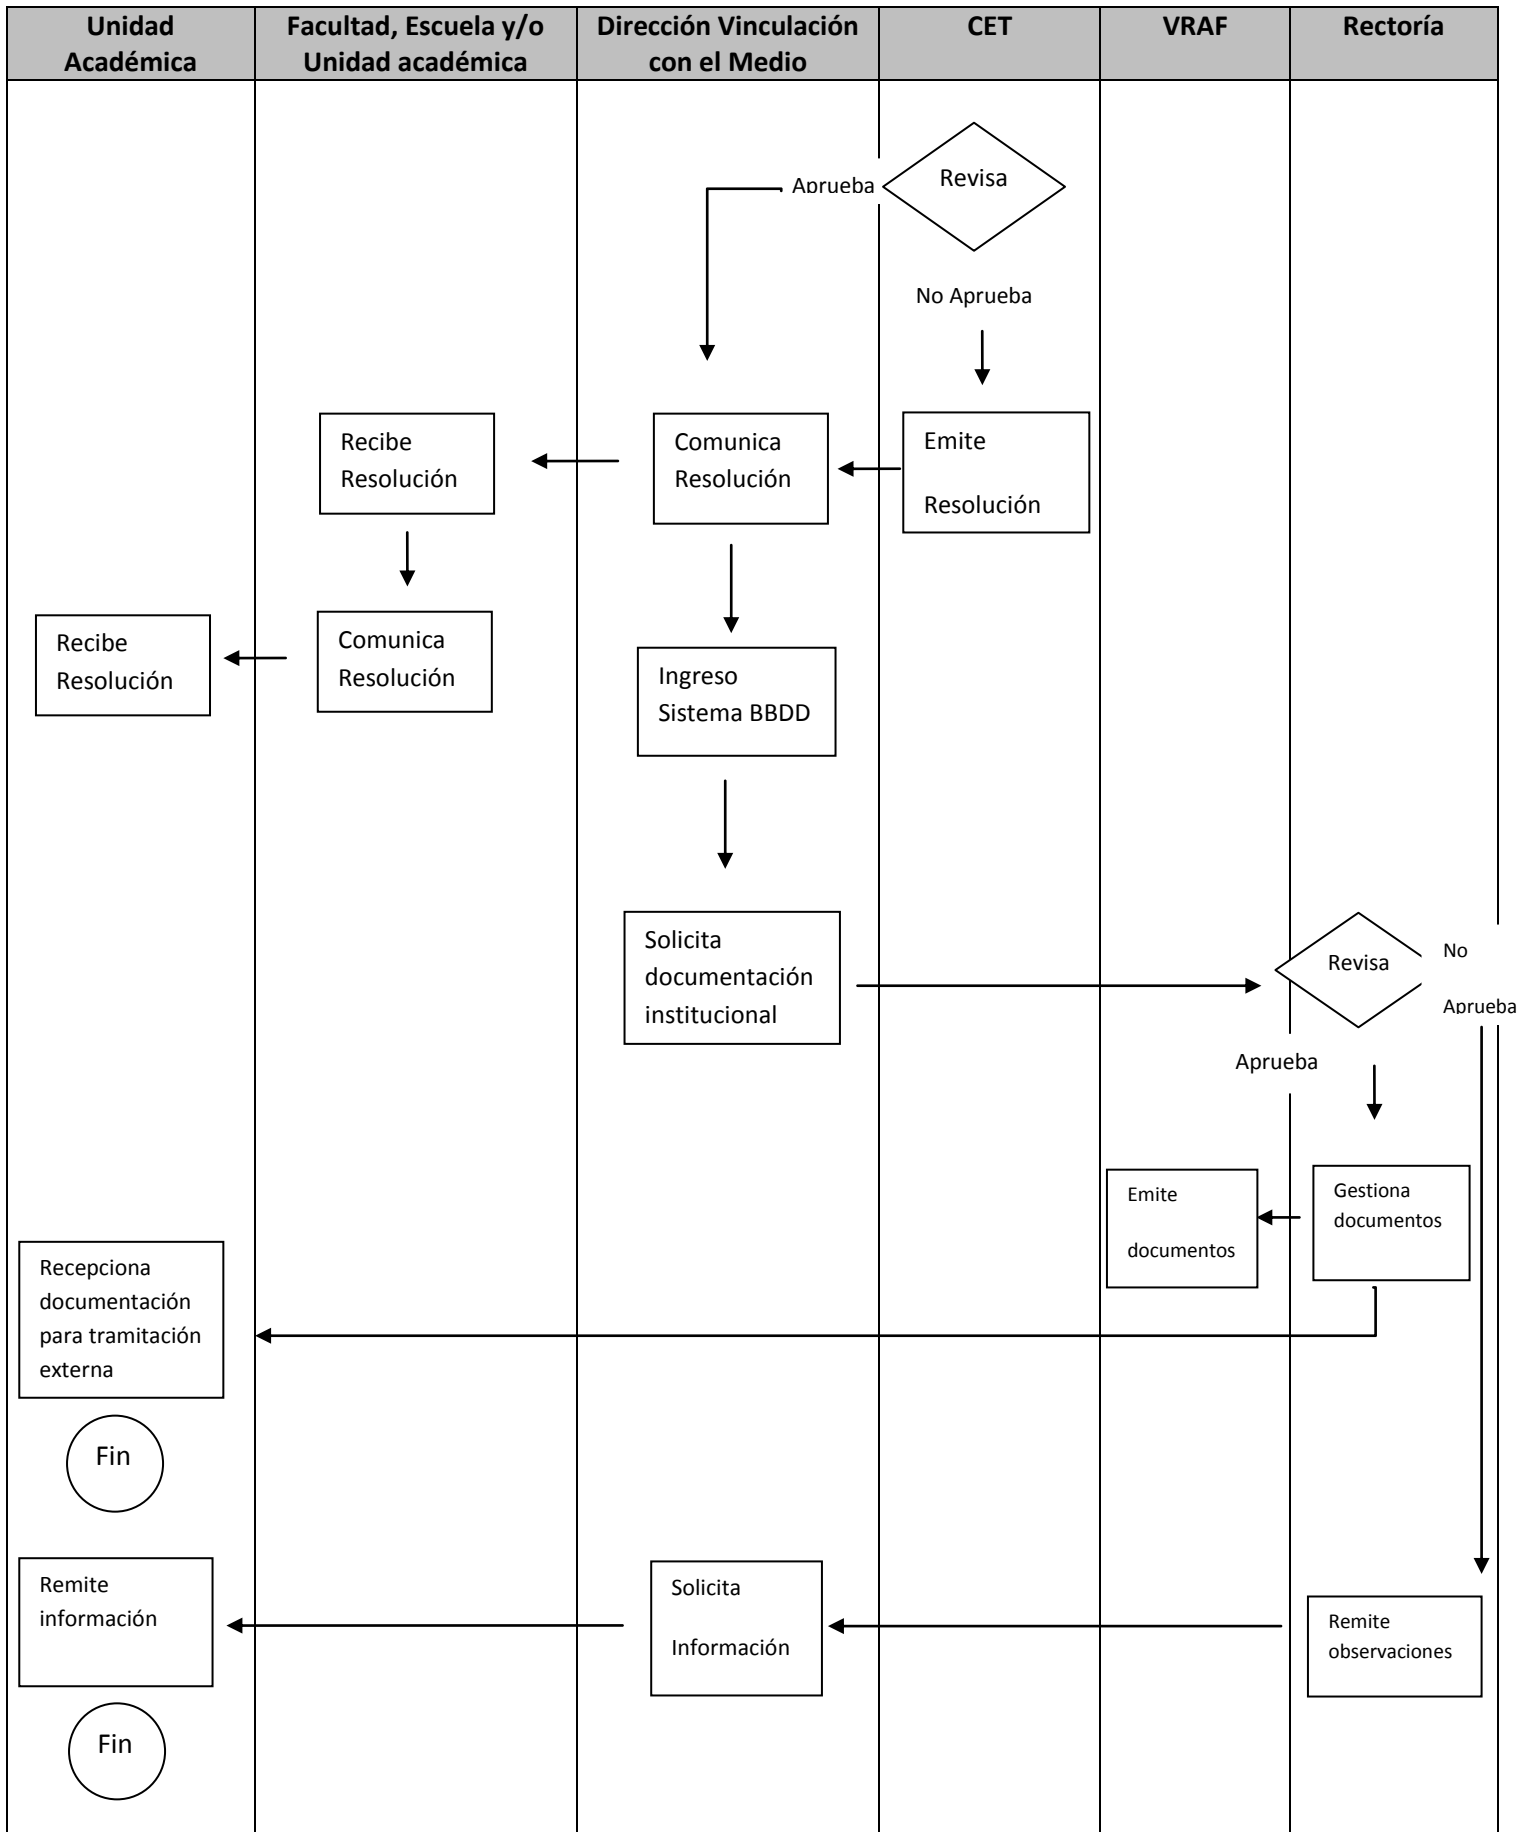 Unidad
Académica
Facultad, Escuela y/o
Unidad académica
Dirección Vinculación
con el Medio
CET
VRAF
Rectoría
Revisa
Aprueba
No Aprueba
Recibe
Resolución
Comunica
Resolución
Emite
Resolución
Recibe
Resolución
Comunica
Resolución
Ingreso
Sistema BBDD
Solicita
documentación
institucional
Revisa
No
Aprueba
Aprueba
Emite
documentos
Gestiona
documentos
Recepciona
documentación
para tramitación
externa
Fin
Remite
información
Solicita
Información
Remite
observaciones
Fin